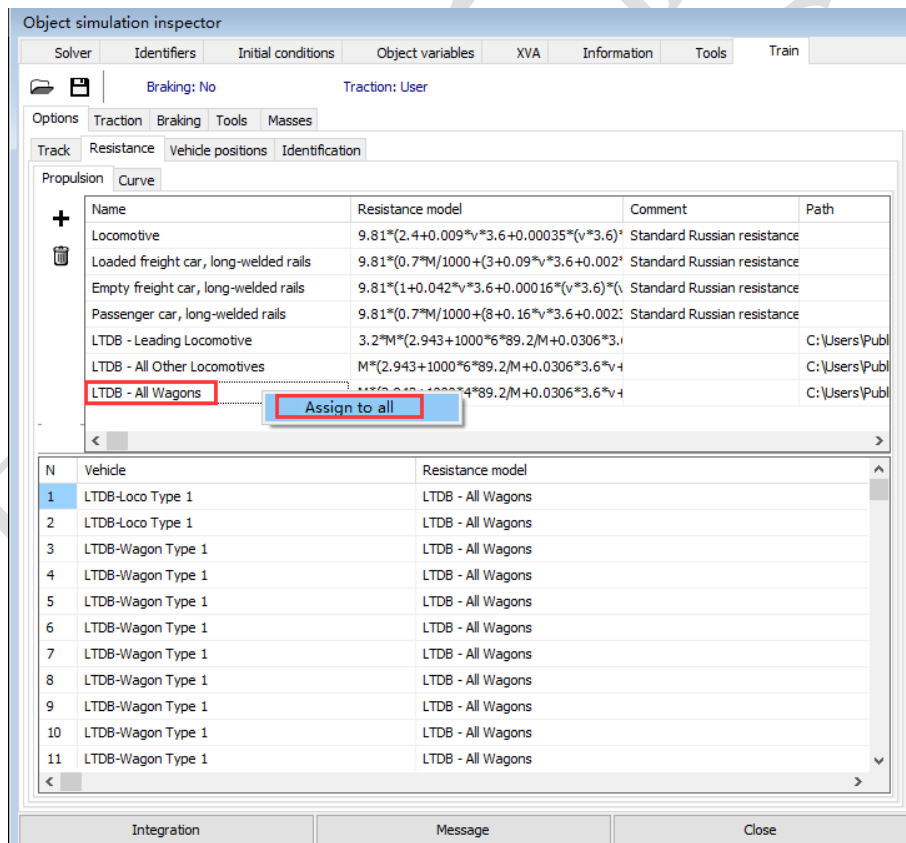 Object simulation inspector
Solver Identifiers Initial conditions Object variables XVA Information Tools Train
Braking: No Traction: User
Options Traction Braking Tools Masses
Track Resistance Vehicle positions Identification
Propulsion Curve
Name Resistance model Comment Path
Locomotive 9.81*(2.4+0.009*v*3.6+0.00035*(v*3.6)* Standard Russian resistance
Loaded freight car, long-welded rails 9.81*(0.7*M/1000+(3+0.09*v*3.6+0.002* Standard Russian resistance
Empty freight car, long-welded rails 9.81*(1+0.042*v*3.6+0.00016*(v*3.6)*(v Standard Russian resistance
Passenger car, long-welded rails 9.81*(0.7*M/1000+(8+0.16*v*3.6+0.0023 Standard Russian resistance
LTDB - Leading Locomotive 3.2*M*(2.943+1000*6*89.2/M+0.0306*3.6 C:\Users\Publ
LTDB - All Other Locomotives M*(2.943+1000*6*89.2/M+0.0306*3.6*v+ C:\Users\Publ
LTDB - All Wagons M*(2.943+1000*4*89.2/M+0.0306*3.6*v+ C:\Users\Publ
Assign to all
N Vehicle Resistance model
1 LTDB-Loco Type 1 LTDB - All Wagons
2 LTDB-Loco Type 1 LTDB - All Wagons
3 LTDB-Wagon Type 1 LTDB - All Wagons
4 LTDB-Wagon Type 1 LTDB - All Wagons
5 LTDB-Wagon Type 1 LTDB - All Wagons
6 LTDB-Wagon Type 1 LTDB - All Wagons
7 LTDB-Wagon Type 1 LTDB - All Wagons
8 LTDB-Wagon Type 1 LTDB - All Wagons
9 LTDB-Wagon Type 1 LTDB - All Wagons
10 LTDB-Wagon Type 1 LTDB - All Wagons
11 LTDB-Wagon Type 1 LTDB - All Wagons
Integration Message Close